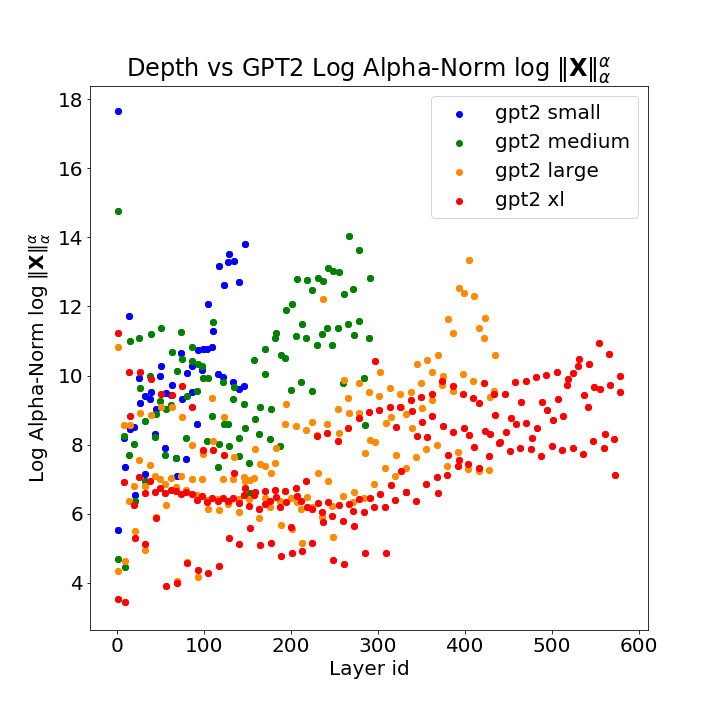 Depth vs GPT2 Log Alpha-Norm log ‖X‖αα
gpt2 small
gpt2 medium
gpt2 large
gpt2 xl
Log Alpha-Norm log ‖X‖αα
18
16
14
12
10
8
6
4
0 100 200 300 400 500 600
Layer id